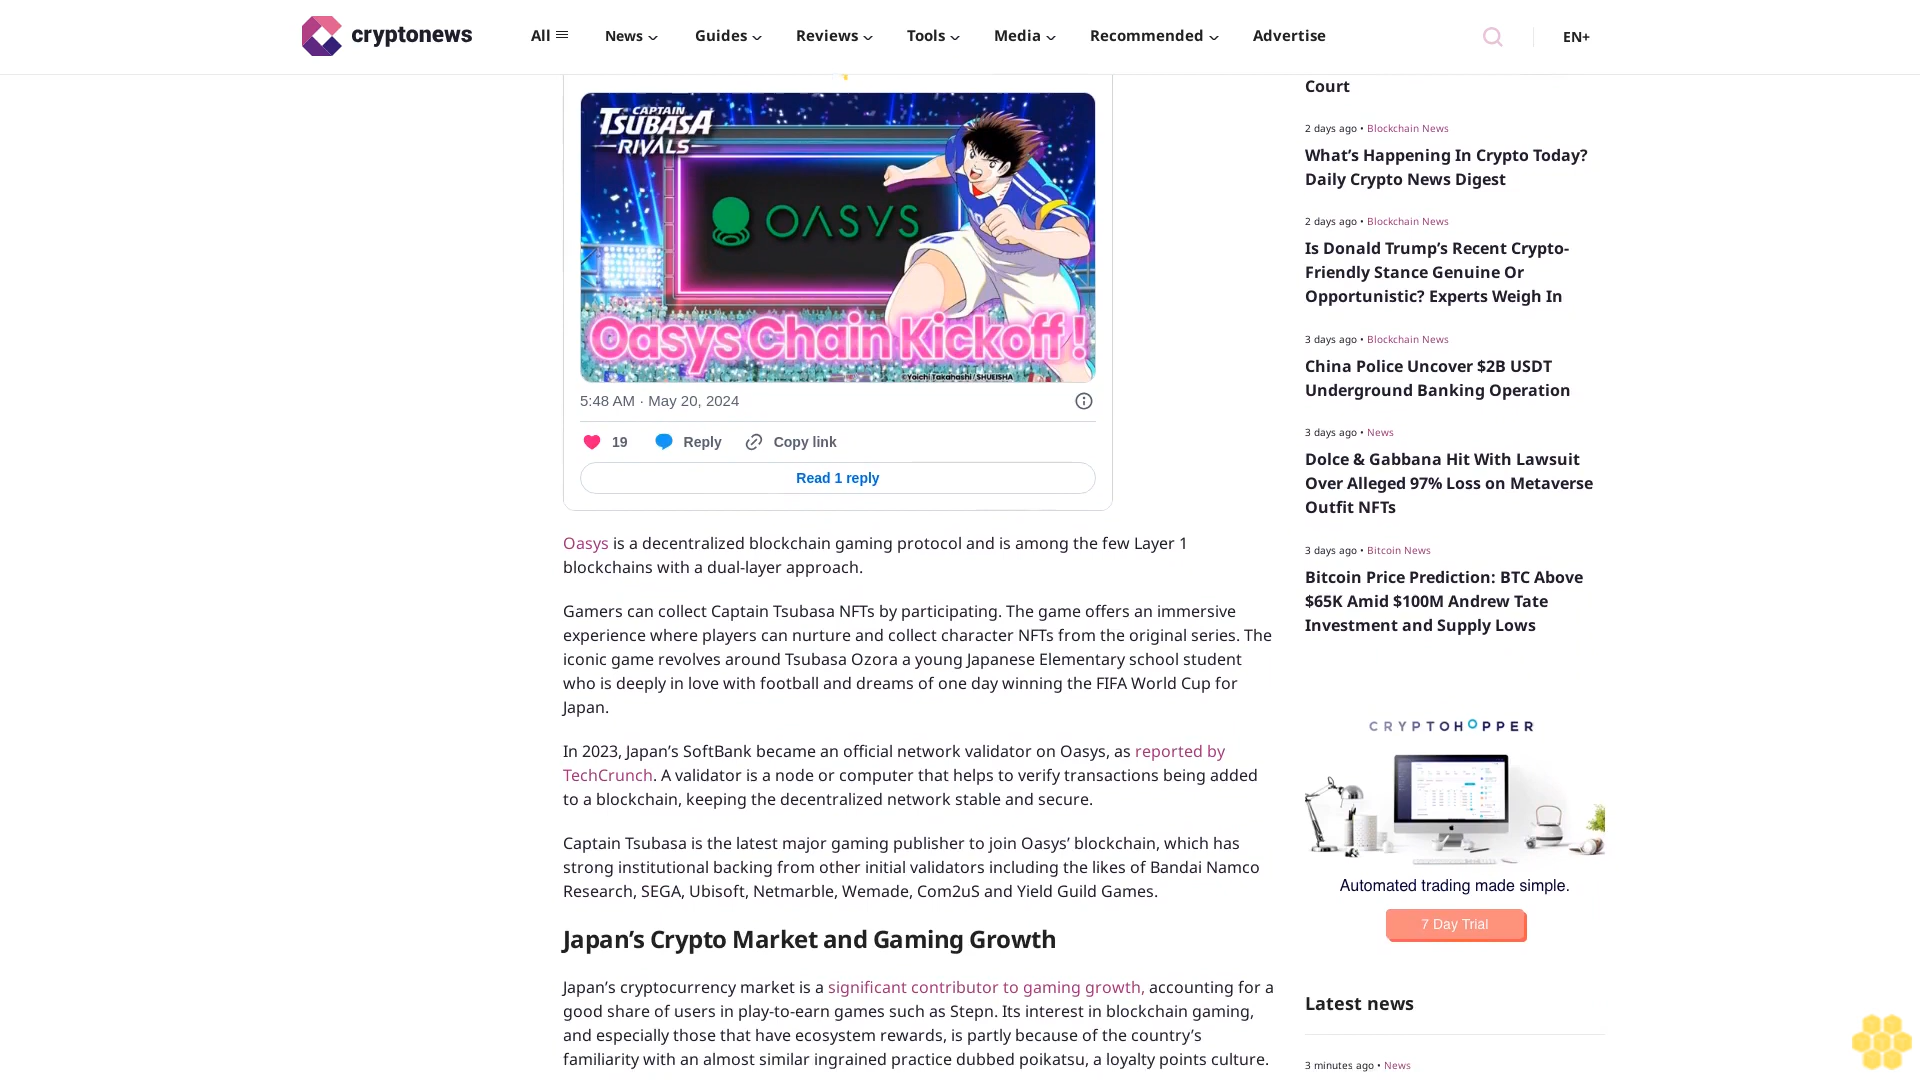 cryptonews
All
News
Guides
Reviews
Tools
Media
Recommended
Advertise
EN+
CAPTAIN
TSUBASA
RIVALS
OASYS
10
Oasys Chain Kickoff !
©Yoichi Takahashi / SHUEISHA
5:48 AM · May 20, 2024
19
Reply
Copy link
Read 1 reply
Oasys is a decentralized blockchain gaming protocol and is among the few Layer 1
blockchains with a dual-layer approach.
Gamers can collect Captain Tsubasa NFTs by participating. The game offers an immersive
experience where players can nurture and collect character NFTs from the original series. The
iconic game revolves around Tsubasa Ozora a young Japanese Elementary school student
who is deeply in love with football and dreams of one day winning the FIFA World Cup for
Japan.
In 2023, Japan’s SoftBank became an official network validator on Oasys, as reported by
TechCrunch. A validator is a node or computer that helps to verify transactions being added
to a blockchain, keeping the decentralized network stable and secure.
Captain Tsubasa is the latest major gaming publisher to join Oasys’ blockchain, which has
strong institutional backing from other initial validators including the likes of Bandai Namco
Research, SEGA, Ubisoft, Netmarble, Wemade, Com2uS and Yield Guild Games.
Japan’s Crypto Market and Gaming Growth
Japan’s cryptocurrency market is a significant contributor to gaming growth, accounting for a
good share of users in play-to-earn games such as Stepn. Its interest in blockchain gaming,
and especially those that have ecosystem rewards, is partly because of the country’s
familiarity with an almost similar ingrained practice dubbed poikatsu, a loyalty points culture.
Court
2 days ago • Blockchain News
What’s Happening In Crypto Today?
Daily Crypto News Digest
2 days ago • Blockchain News
Is Donald Trump’s Recent Crypto-
Friendly Stance Genuine Or
Opportunistic? Experts Weigh In
3 days ago • Blockchain News
China Police Uncover $2B USDT
Underground Banking Operation
3 days ago • News
Dolce & Gabbana Hit With Lawsuit
Over Alleged 97% Loss on Metaverse
Outfit NFTs
3 days ago • Bitcoin News
Bitcoin Price Prediction: BTC Above
$65K Amid $100M Andrew Tate
Investment and Supply Lows
CRYPTOHOPPER
Automated trading made simple.
7 Day Trial
Latest news
3 minutes ago • News